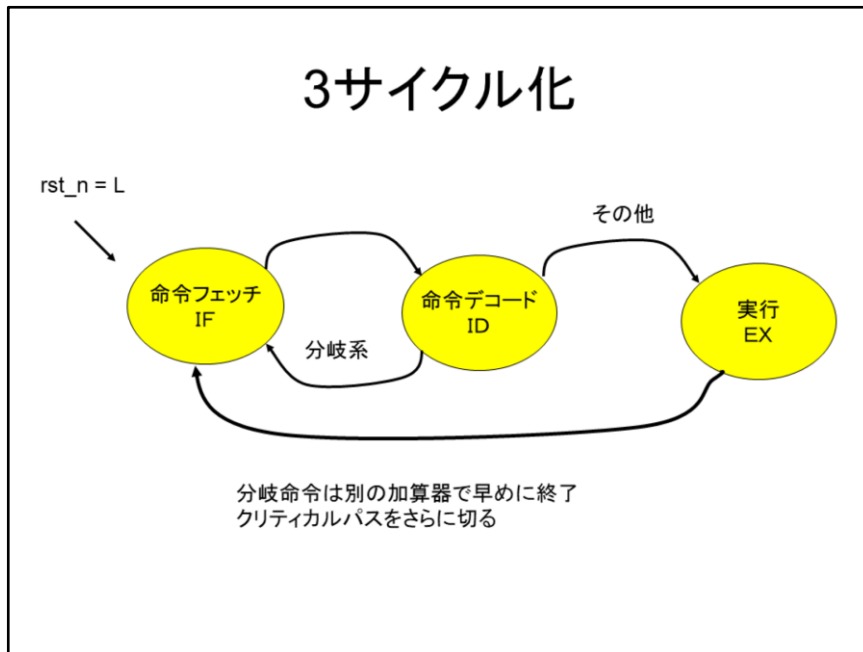 3サイクル化
rst_n = L
その他
命令フェッチ
IF
命令デコード
ID
実行
EX
分岐系
分岐命令は別の加算器で早めに終了
クリティカルパスをさらに切る